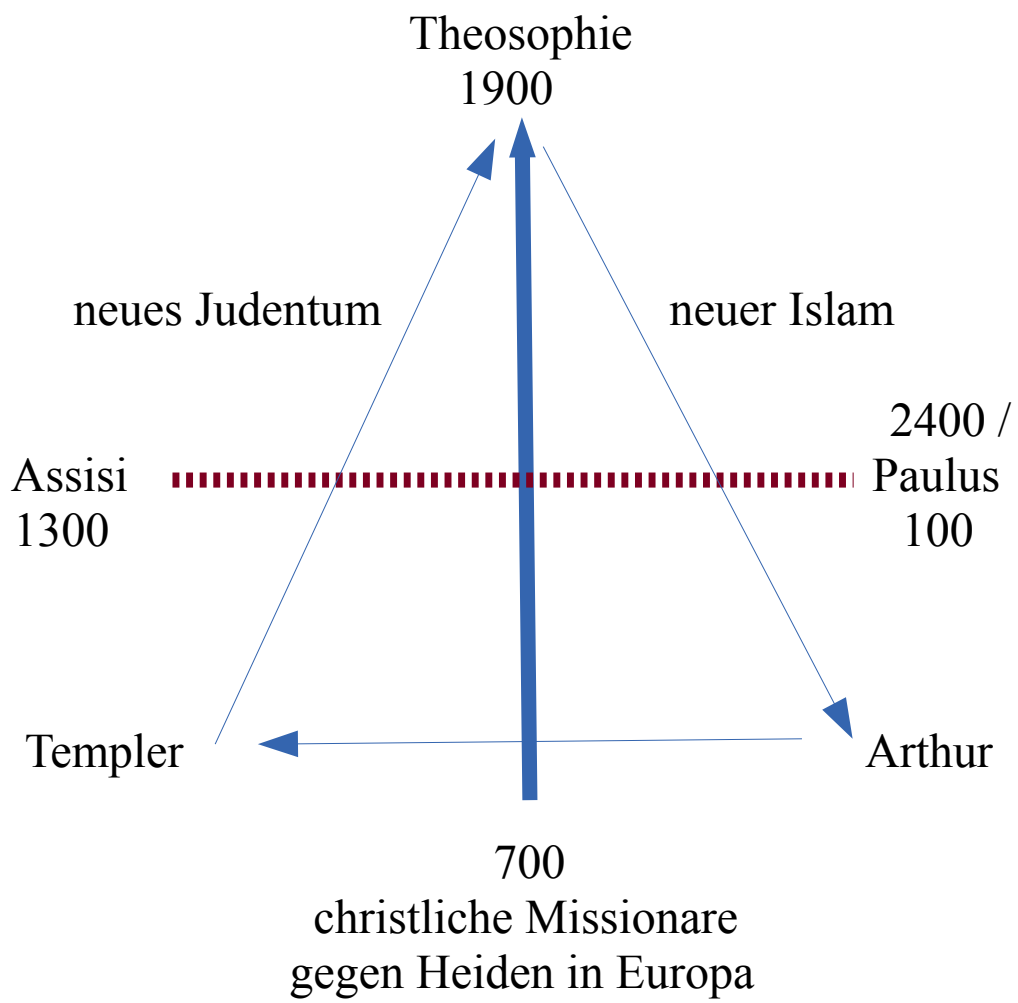 Theosophie
1900
neues Judentum
neuer Islam
Assisi
1300
2400 /
Paulus
100
Templer
Arthur
700
christliche Missionare
gegen Heiden in Europa